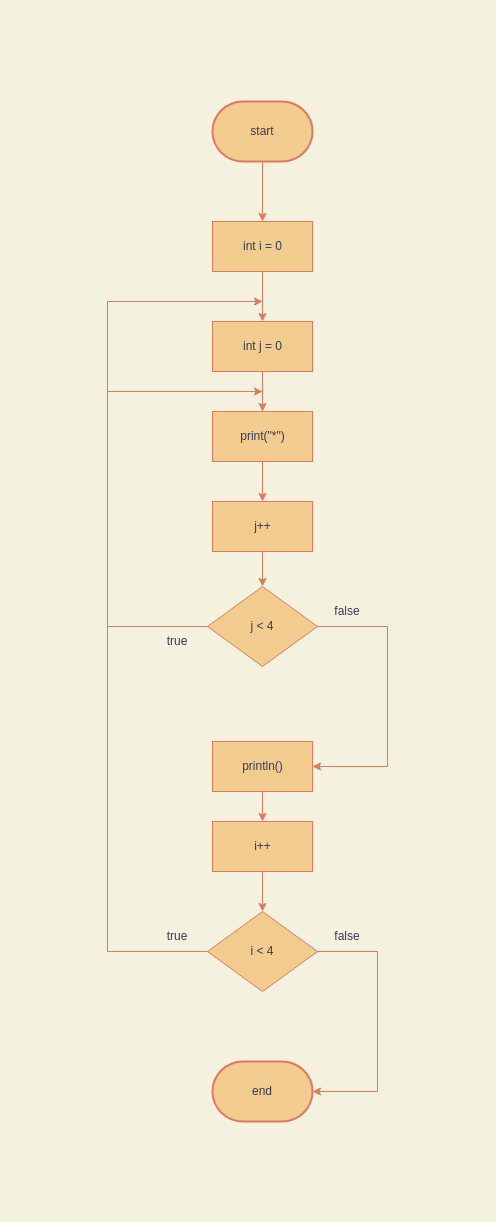 start
int i = 0
int j = 0
print("*")
j++
j < 4
false
true
println()
i++
true
i < 4
false
end